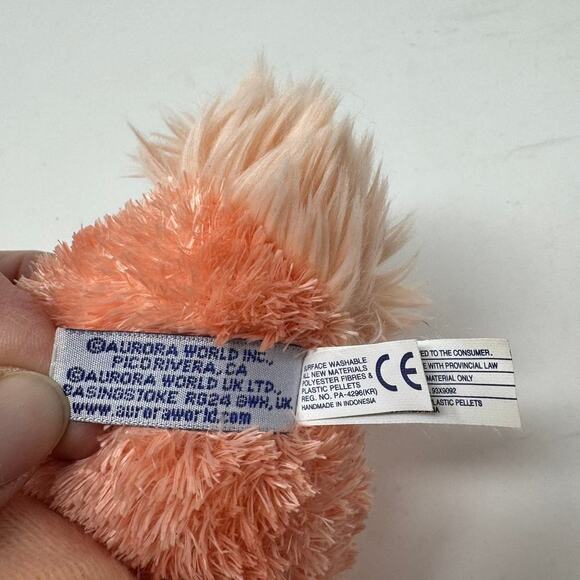 ©AURORA WORLD INC.,
PICO RIVERA, CA
©AURORA WORLD UK LTD.,
BASINGSTOKE RG24 8WH, UK
www.auroraworld.com
SURFACE WASHABLE
ALL NEW MATERIALS
POLYESTER FIBRES &
PLASTIC PELLETS
REG. NO. PA-4296(KR)
HANDMADE IN INDONESIA
CE
ED TO THE CONSUMER.
E WITH PROVINCIAL LAW
MATERIAL ONLY
93X9092
LASTIC PELLETS